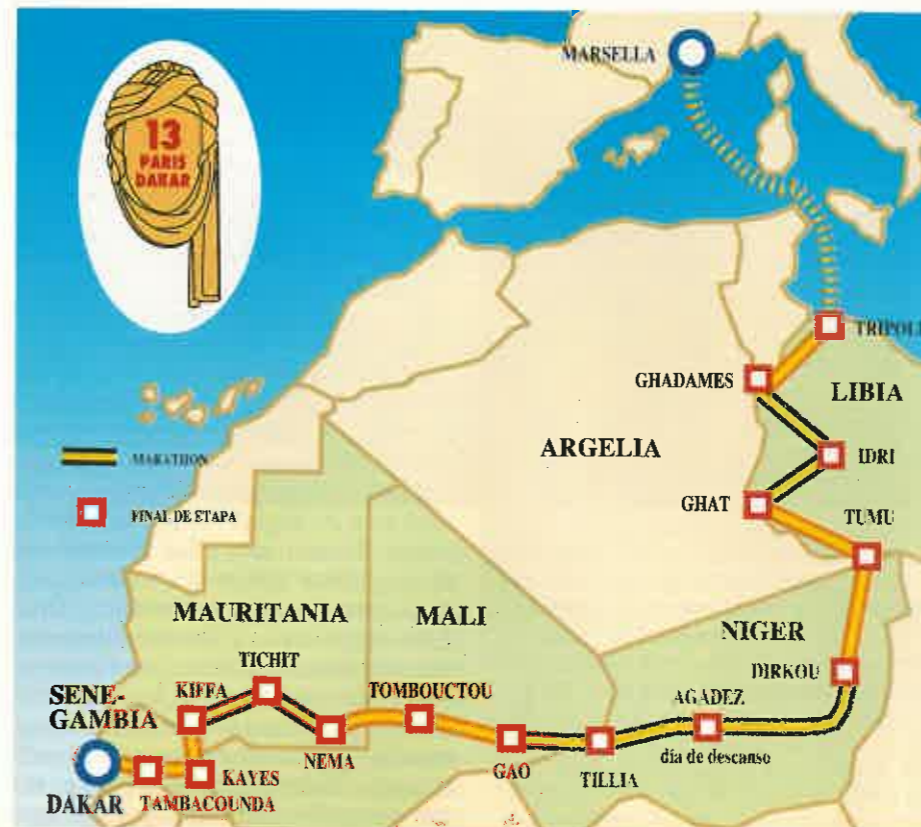 MARSELLA
13
PARIS
DAKAR
TRIPOLI
GHADAMES
LIBIA
ARGELIA
IDRI
MARATHON
GHAT
FINAL DE ETAPA
TUMU
MAURITANIA
MALI
NIGER
TICHIT
DIRKOU
SENE-
GAMBIA
KIFFA
TOMBOUCTOU
AGADEZ
día de descanso
NEMA
GAO
TILLIA
KAYES
DAKAR
TAMBACOUNDA